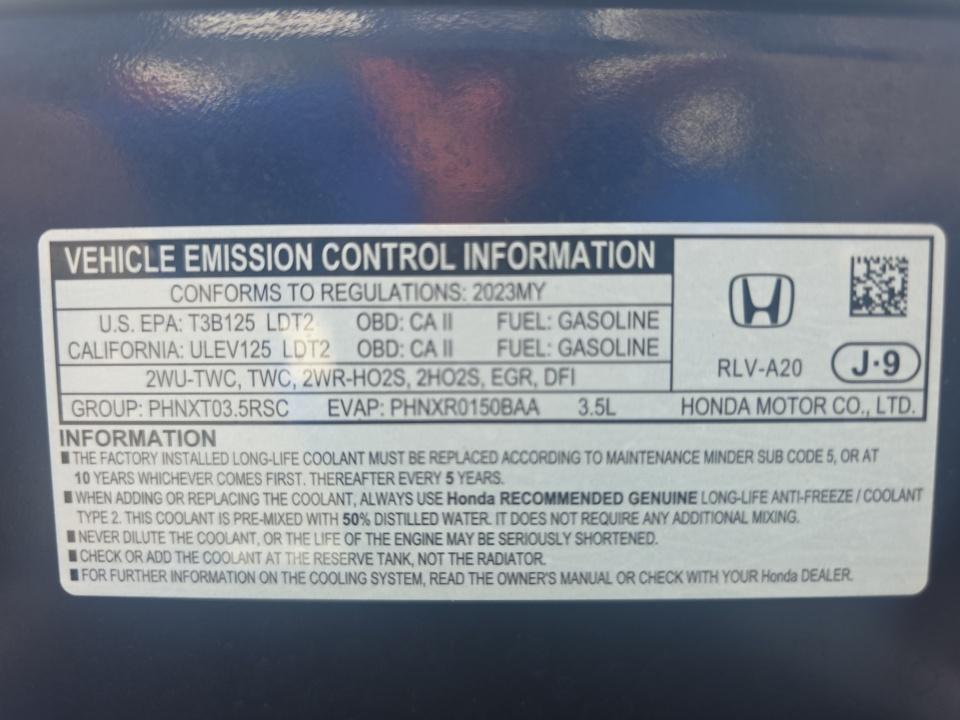 VEHICLE EMISSION CONTROL INFORMATION
CONFORMS TO REGULATIONS: 2023MY
U.S. EPA: T3B125 LDT2 OBD: CA II FUEL: GASOLINE
CALIFORNIA: ULEV125 LDT2 OBD: CA II FUEL: GASOLINE
2WU-TWC, TWC, 2WR-HO2S, 2HO2S, EGR, DFI
RLV-A20 J·9
GROUP: PHNXT03.5RSC EVAP: PHNXR0150BAA 3.5L HONDA MOTOR CO., LTD.
INFORMATION
■ THE FACTORY INSTALLED LONG-LIFE COOLANT MUST BE REPLACED ACCORDING TO MAINTENANCE MINDER SUB CODE 5, OR AT
10 YEARS WHICHEVER COMES FIRST. THEREAFTER EVERY 5 YEARS.
■ WHEN ADDING OR REPLACING THE COOLANT, ALWAYS USE Honda RECOMMENDED GENUINE LONG-LIFE ANTI-FREEZE / COOLANT
TYPE 2. THIS COOLANT IS PRE-MIXED WITH 50% DISTILLED WATER. IT DOES NOT REQUIRE ANY ADDITIONAL MIXING.
■ NEVER DILUTE THE COOLANT, OR THE LIFE OF THE ENGINE MAY BE SERIOUSLY SHORTENED.
■ CHECK OR ADD THE COOLANT AT THE RESERVE TANK, NOT THE RADIATOR.
■ FOR FURTHER INFORMATION ON THE COOLING SYSTEM, READ THE OWNER'S MANUAL OR CHECK WITH YOUR Honda DEALER.